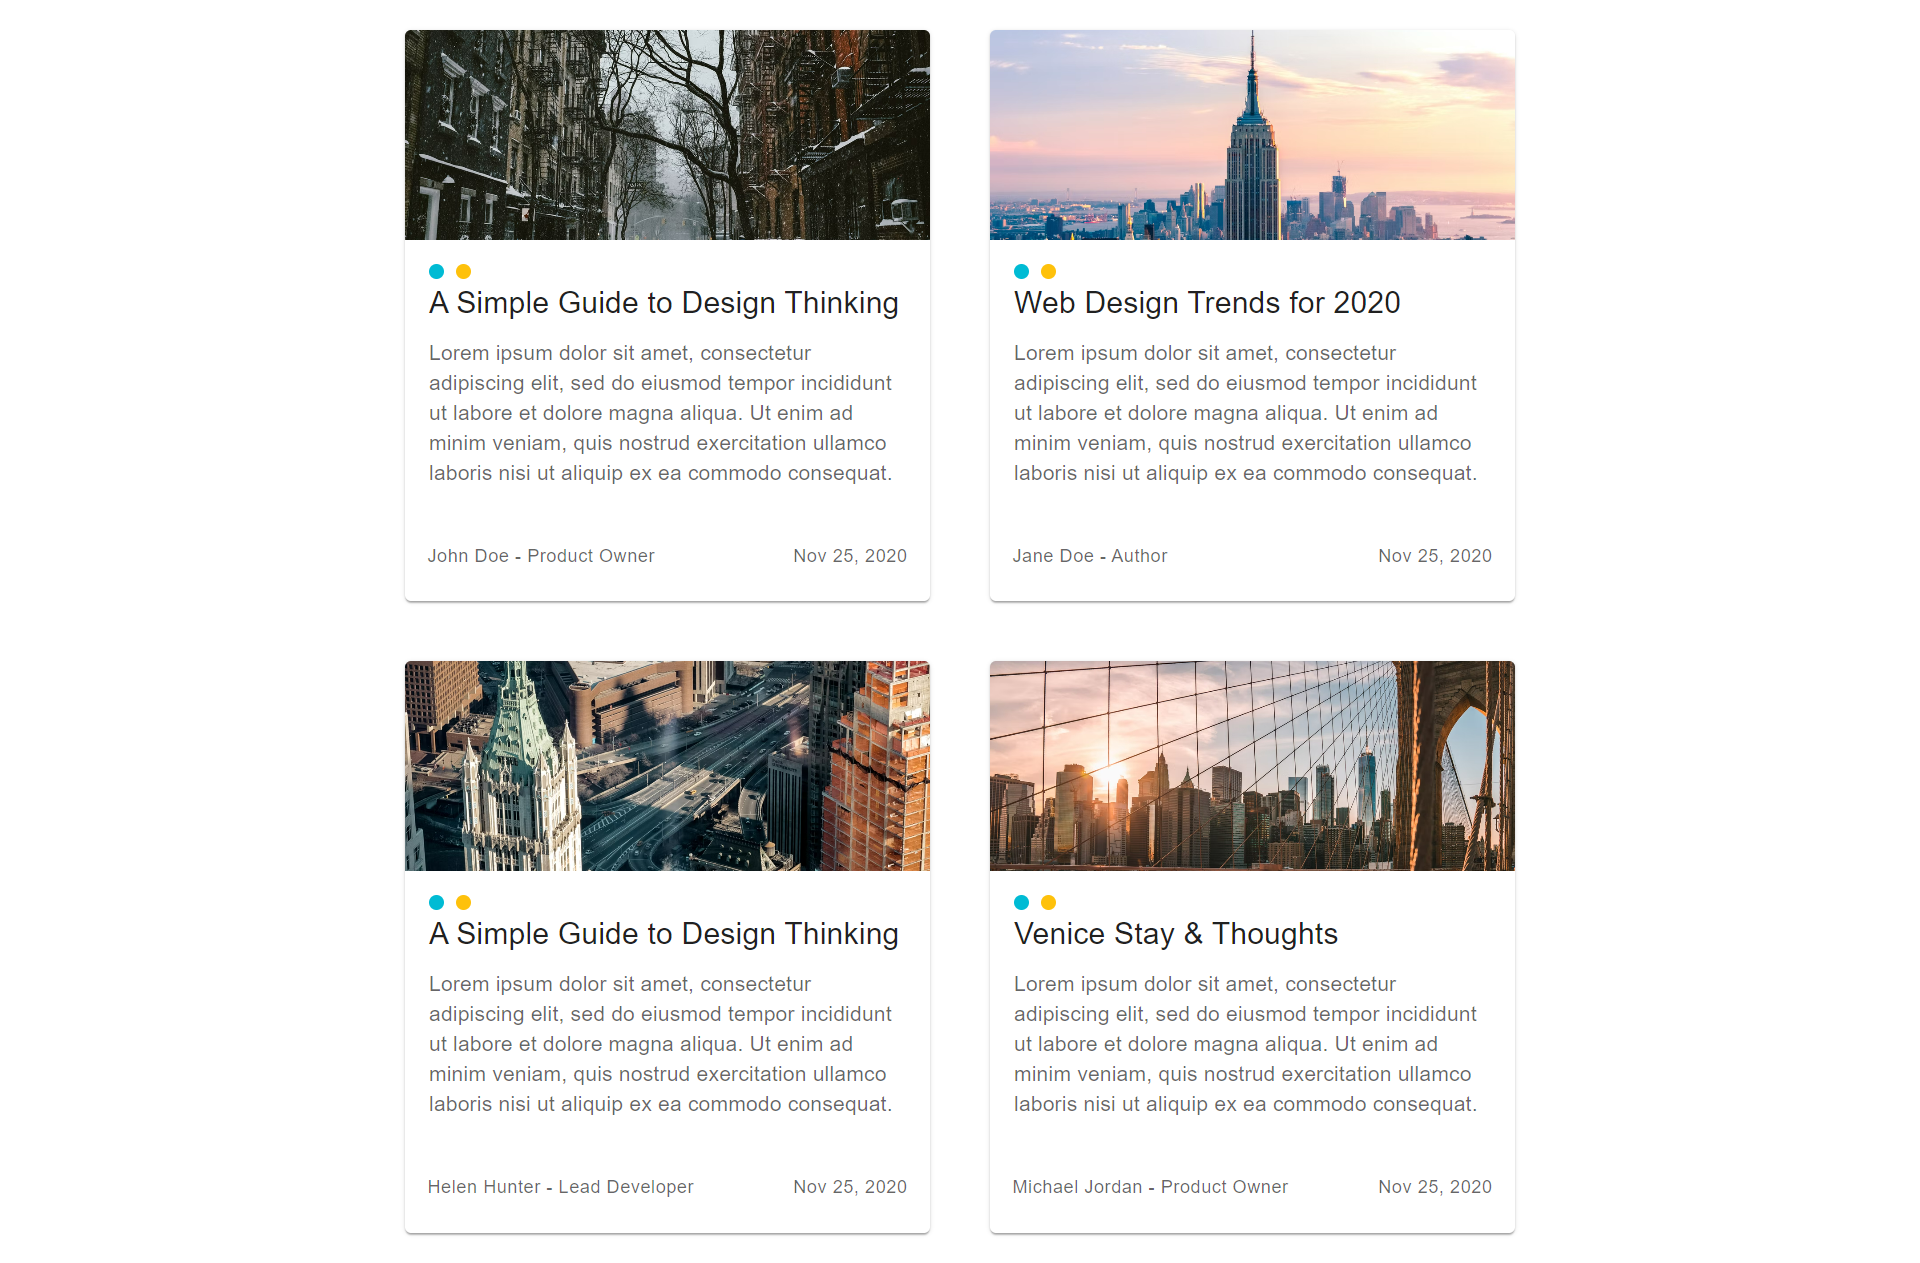 A Simple Guide to Design Thinking
Lorem ipsum dolor sit amet, consectetur
adipiscing elit, sed do eiusmod tempor incididunt
ut labore et dolore magna aliqua. Ut enim ad
minim veniam, quis nostrud exercitation ullamco
laboris nisi ut aliquip ex ea commodo consequat.
John Doe - Product Owner
Nov 25, 2020
Web Design Trends for 2020
Lorem ipsum dolor sit amet, consectetur
adipiscing elit, sed do eiusmod tempor incididunt
ut labore et dolore magna aliqua. Ut enim ad
minim veniam, quis nostrud exercitation ullamco
laboris nisi ut aliquip ex ea commodo consequat.
Jane Doe - Author
Nov 25, 2020
A Simple Guide to Design Thinking
Lorem ipsum dolor sit amet, consectetur
adipiscing elit, sed do eiusmod tempor incididunt
ut labore et dolore magna aliqua. Ut enim ad
minim veniam, quis nostrud exercitation ullamco
laboris nisi ut aliquip ex ea commodo consequat.
Helen Hunter - Lead Developer
Nov 25, 2020
Venice Stay & Thoughts
Lorem ipsum dolor sit amet, consectetur
adipiscing elit, sed do eiusmod tempor incididunt
ut labore et dolore magna aliqua. Ut enim ad
minim veniam, quis nostrud exercitation ullamco
laboris nisi ut aliquip ex ea commodo consequat.
Michael Jordan - Product Owner
Nov 25, 2020